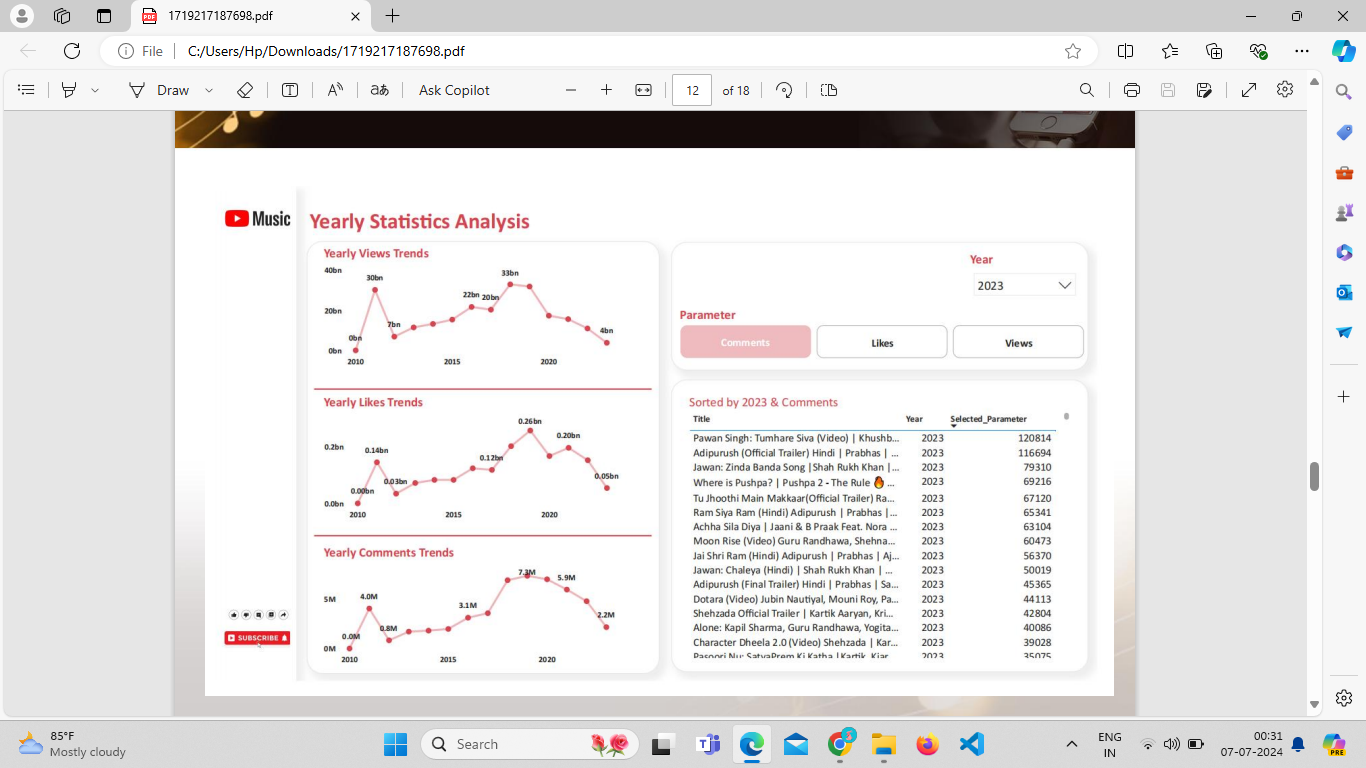 1719217187698.pdf
File
C:/Users/Hp/Downloads/1719217187698.pdf
Draw
Ask Copilot
12 of 18
Music
Yearly Statistics Analysis
Yearly Views Trends
40bn
20bn
0bn
0bn
30bn
7bn
22bn
20bn
33bn
4bn
2010 2015 2020
Yearly Likes Trends
0.2bn
0.0bn
0.00bn
0.14bn
0.03bn
0.12bn
0.26bn
0.20bn
0.05bn
2010 2015 2020
Yearly Comments Trends
5M
0M
0.0M
4.0M
0.8M
3.1M
7.3M
5.9M
2.2M
2010 2015 2020
SUBSCRIBE
Year
2023
Parameter
Comments Likes Views
Sorted by 2023 & Comments
Title Year Selected_Parameter
Pawan Singh: Tumhare Siva (Video) | Khushb... 2023 120814
Adipurush (Official Trailer) Hindi | Prabhas | ... 2023 116694
Jawan: Zinda Banda Song |Shah Rukh Khan |... 2023 79310
Where is Pushpa? | Pushpa 2 - The Rule 🔥 ... 2023 69216
Tu Jhoothi Main Makkaar(Official Trailer) Ra... 2023 67120
Ram Siya Ram (Hindi) Adipurush | Prabhas |... 2023 65341
Achha Sila Diya | Jaani & B Praak Feat. Nora ... 2023 63104
Moon Rise (Video) Guru Randhawa, Shehna... 2023 60473
Jai Shri Ram (Hindi) Adipurush | Prabhas | Aj... 2023 56370
Jawan: Chaleya (Hindi) | Shah Rukh Khan | ... 2023 50019
Adipurush (Final Trailer) Hindi | Prabhas | Sa... 2023 45365
Dotara (Video) Jubin Nautiyal, Mouni Roy, Pa... 2023 44113
Shehzada Official Trailer | Kartik Aaryan, Kri... 2023 42804
Alone: Kapil Sharma, Guru Randhawa, Yogita... 2023 40086
Character Dheela 2.0 (Video) Shehzada | Kar... 2023 39028
Pasoori Nu: SatyaPrem Ki Katha |Kartik, Kiar... 2023 35075
85°F
Mostly cloudy
Search
ENG
IN
00:31
07-07-2024
PRE